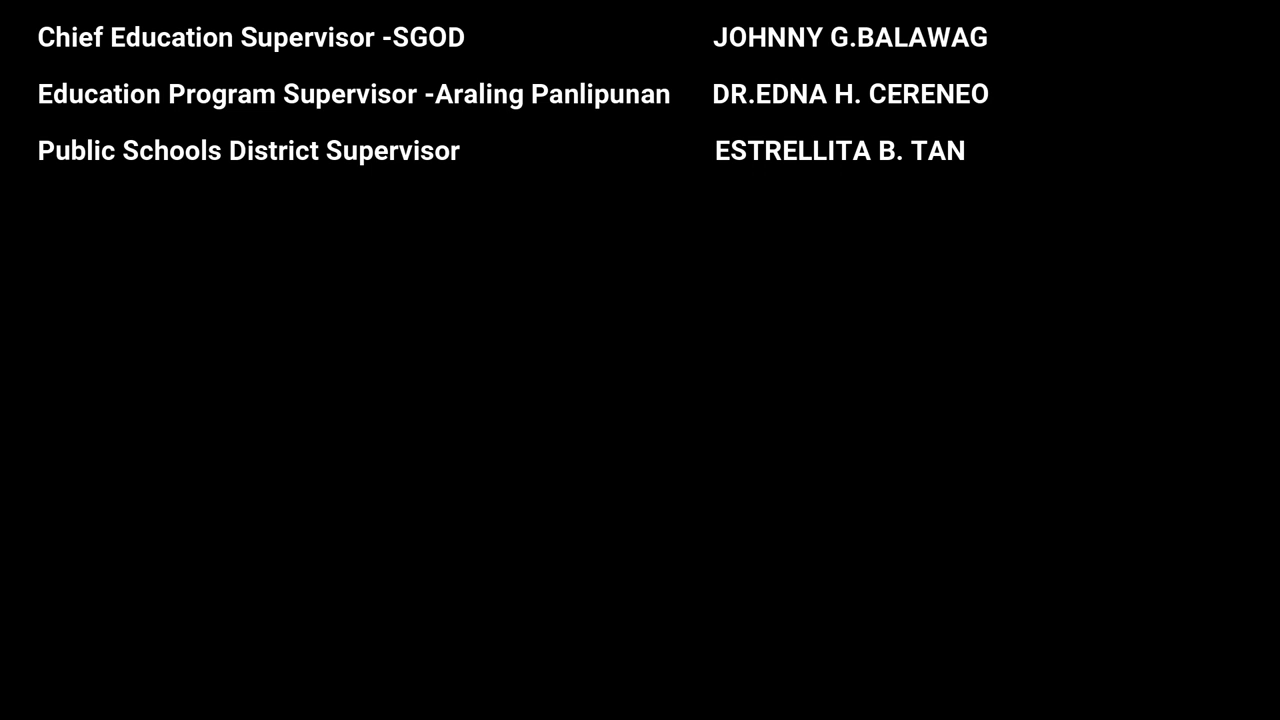 Chief Education Supervisor -SGOD JOHNNY G.BALAWAG
Education Program Supervisor -Araling Panlipunan DR.EDNA H. CERENEO
Public Schools District Supervisor ESTRELLITA B. TAN